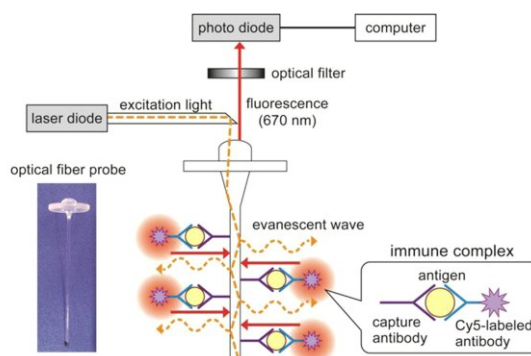 photo diode
computer
optical filter
excitation light
fluorescence
(670 nm)
laser diode
optical fiber probe
evanescent wave
immune complex
antigen
capture
antibody
Cy5-labeled
antibody